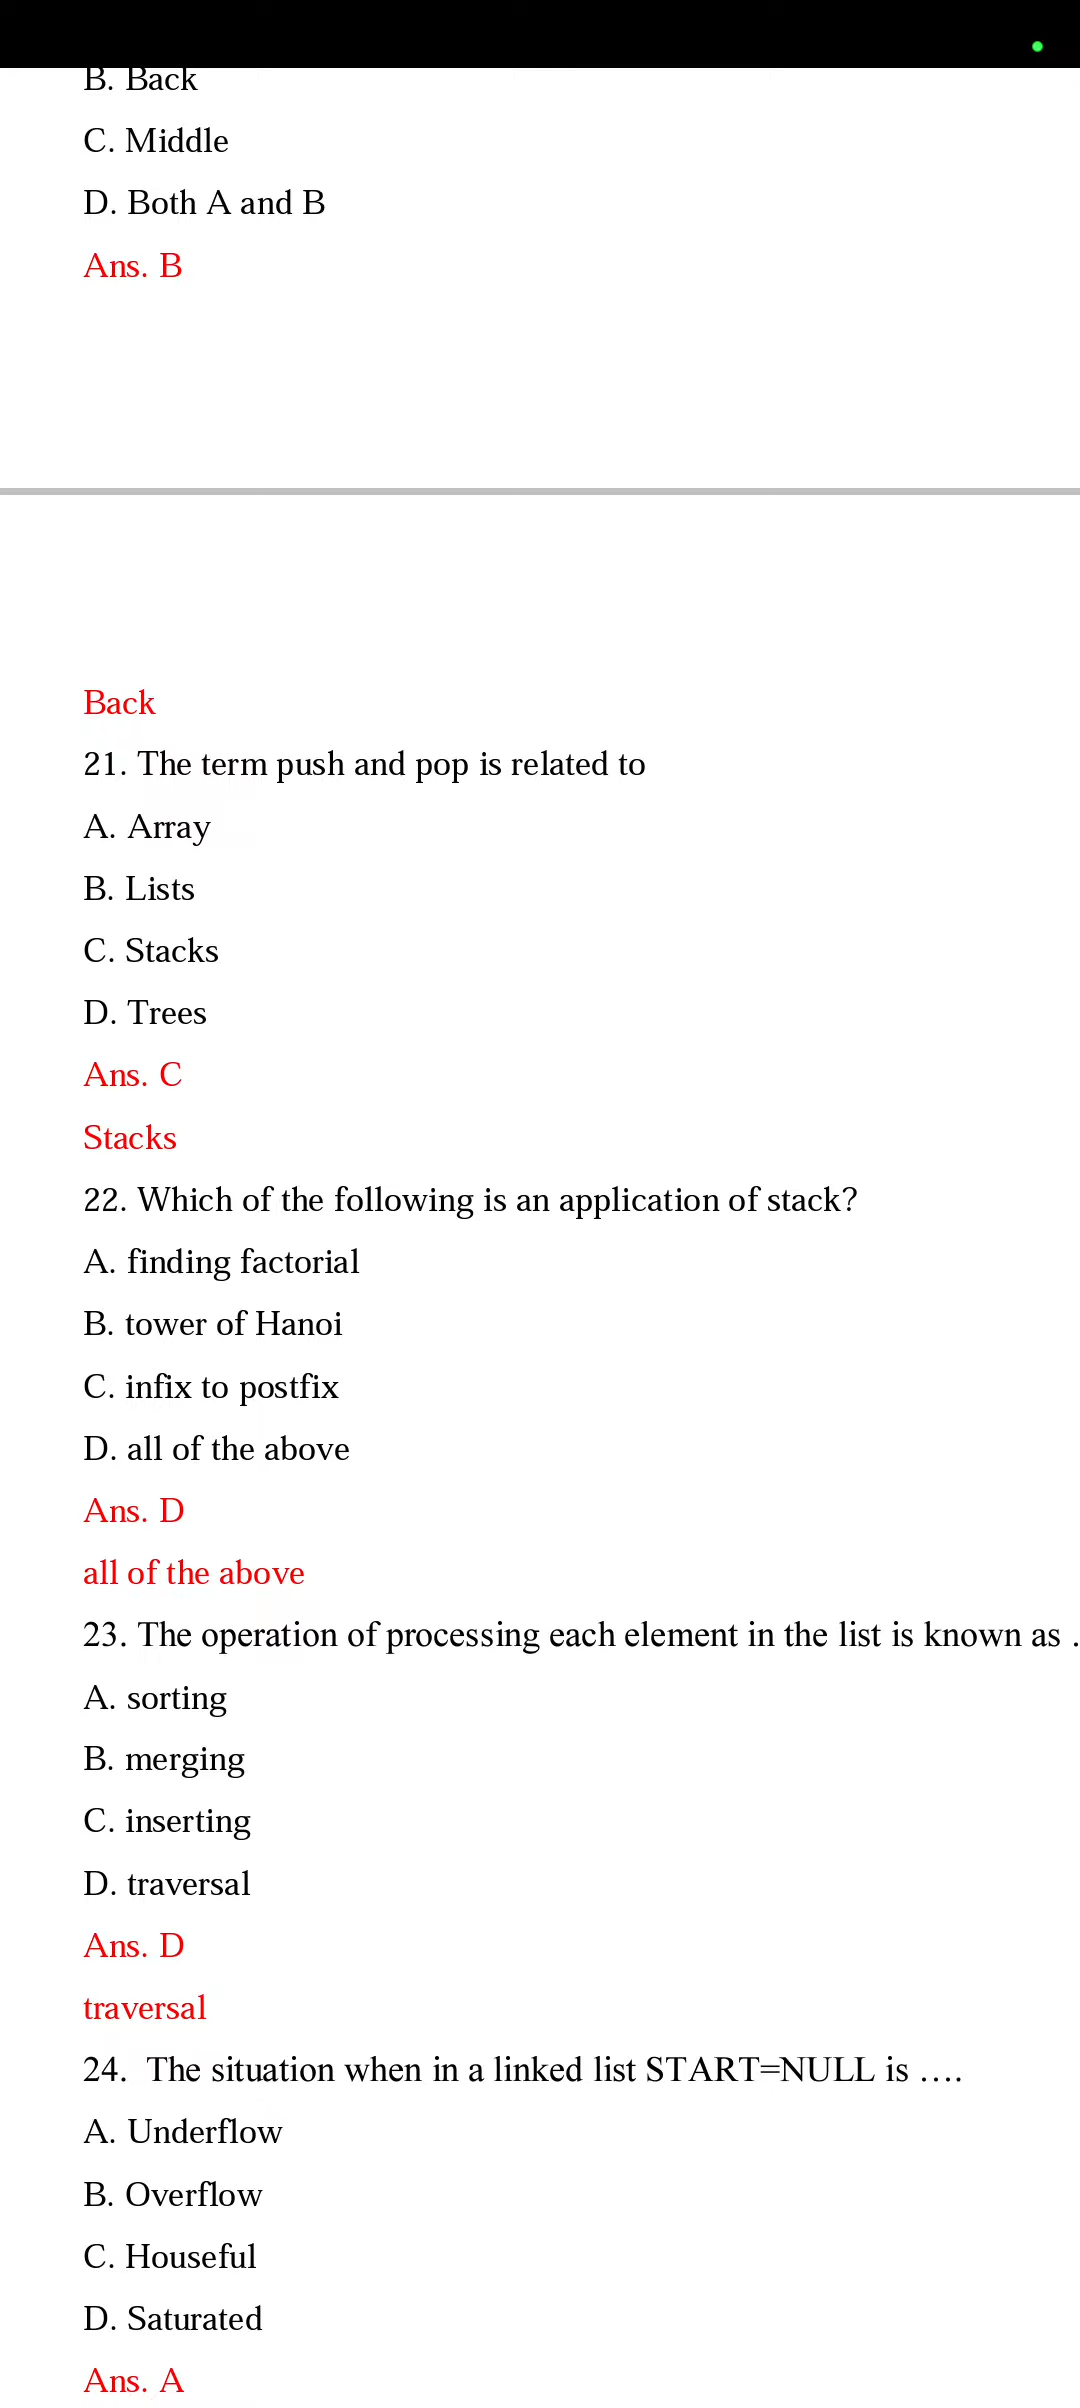 B. Back
C. Middle
D. Both A and B
Ans. B
Back
21. The term push and pop is related to
A. Array
B. Lists
C. Stacks
D. Trees
Ans. C
Stacks
22. Which of the following is an application of stack?
A. finding factorial
B. tower of Hanoi
C. infix to postfix
D. all of the above
Ans. D
all of the above
23. The operation of processing each element in the list is known as .
A. sorting
B. merging
C. inserting
D. traversal
Ans. D
traversal
24.  The situation when in a linked list START=NULL is ....
A. Underflow
B. Overflow
C. Houseful
D. Saturated
Ans. A